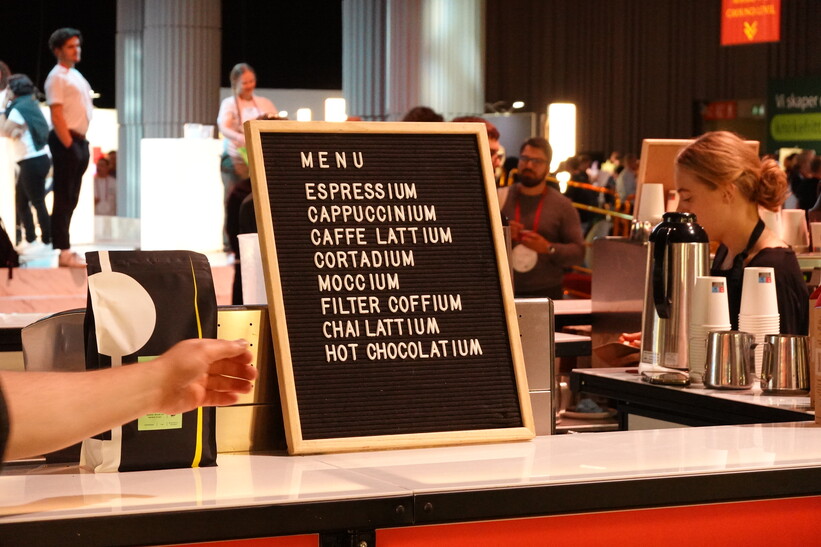 MENU
ESPRESSIUM
CAPPUCCINIUM
CAFFE LATTIUM
CORTADIUM
MOCCIUM
FILTER COFFIUM
CHAI LATTIUM
HOT CHOCOLATIUM
Vi skaper